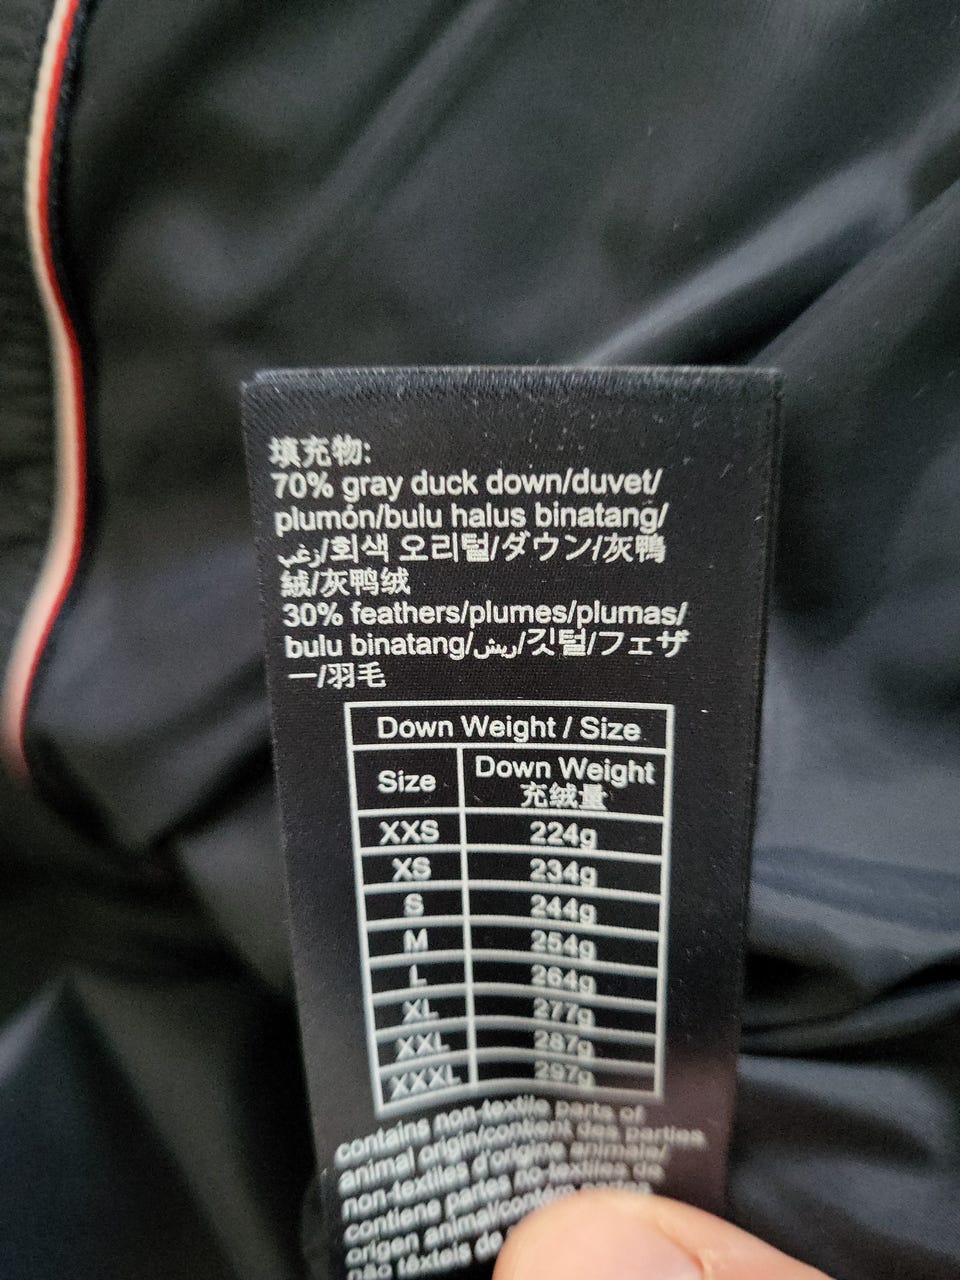 填充物:
70% gray duck down/duvet/
plumón/bulu halus binatang/
زغب/회색 오리털/ダウン/灰鴨
絨/灰鸭绒
30% feathers/plumes/plumas/
bulu binatang/ريش/깃털/フェザ
ー/羽毛
Down Weight / Size
Size Down Weight
充绒量
XXS 224g
XS 234g
S 244g
M 254g
L 264g
XL 277g
XXL 287g
XXXL 297g
contains non-textile parts of
animal origin/contient des parties
non-textiles d'origine animale/
contiene partes no-textiles de
origen animal/contém partes
não têxteis de